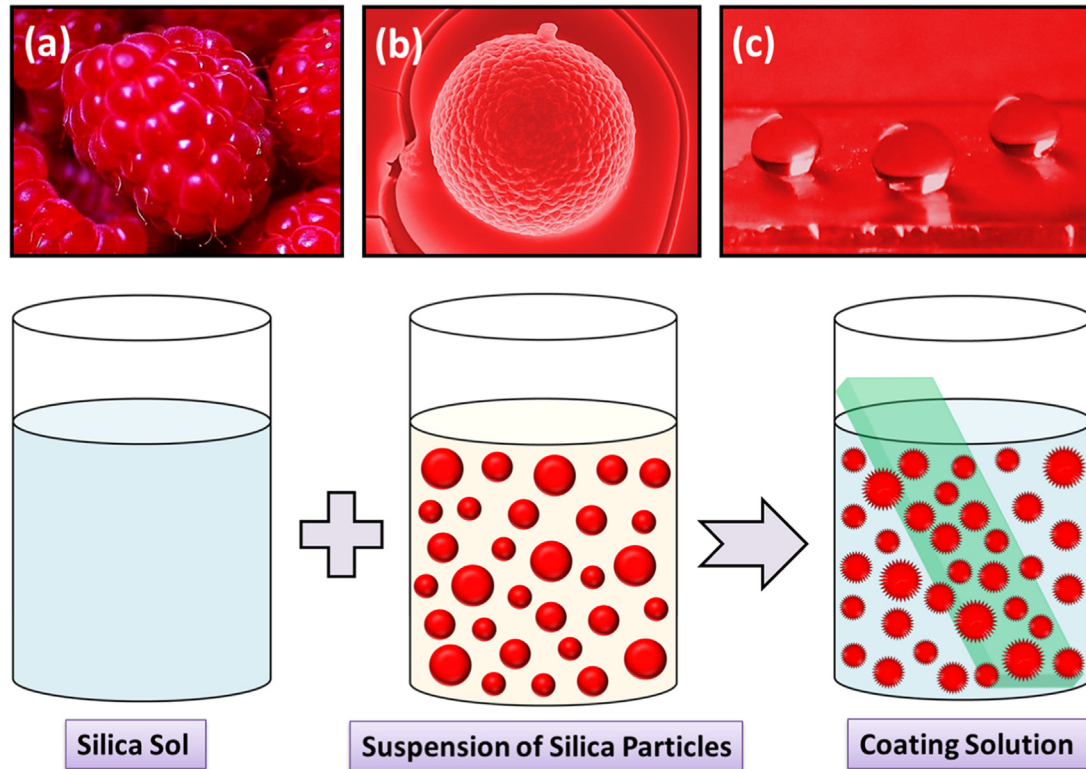 (a)
(b)
(c)
Silica Sol
Suspension of Silica Particles
Coating Solution